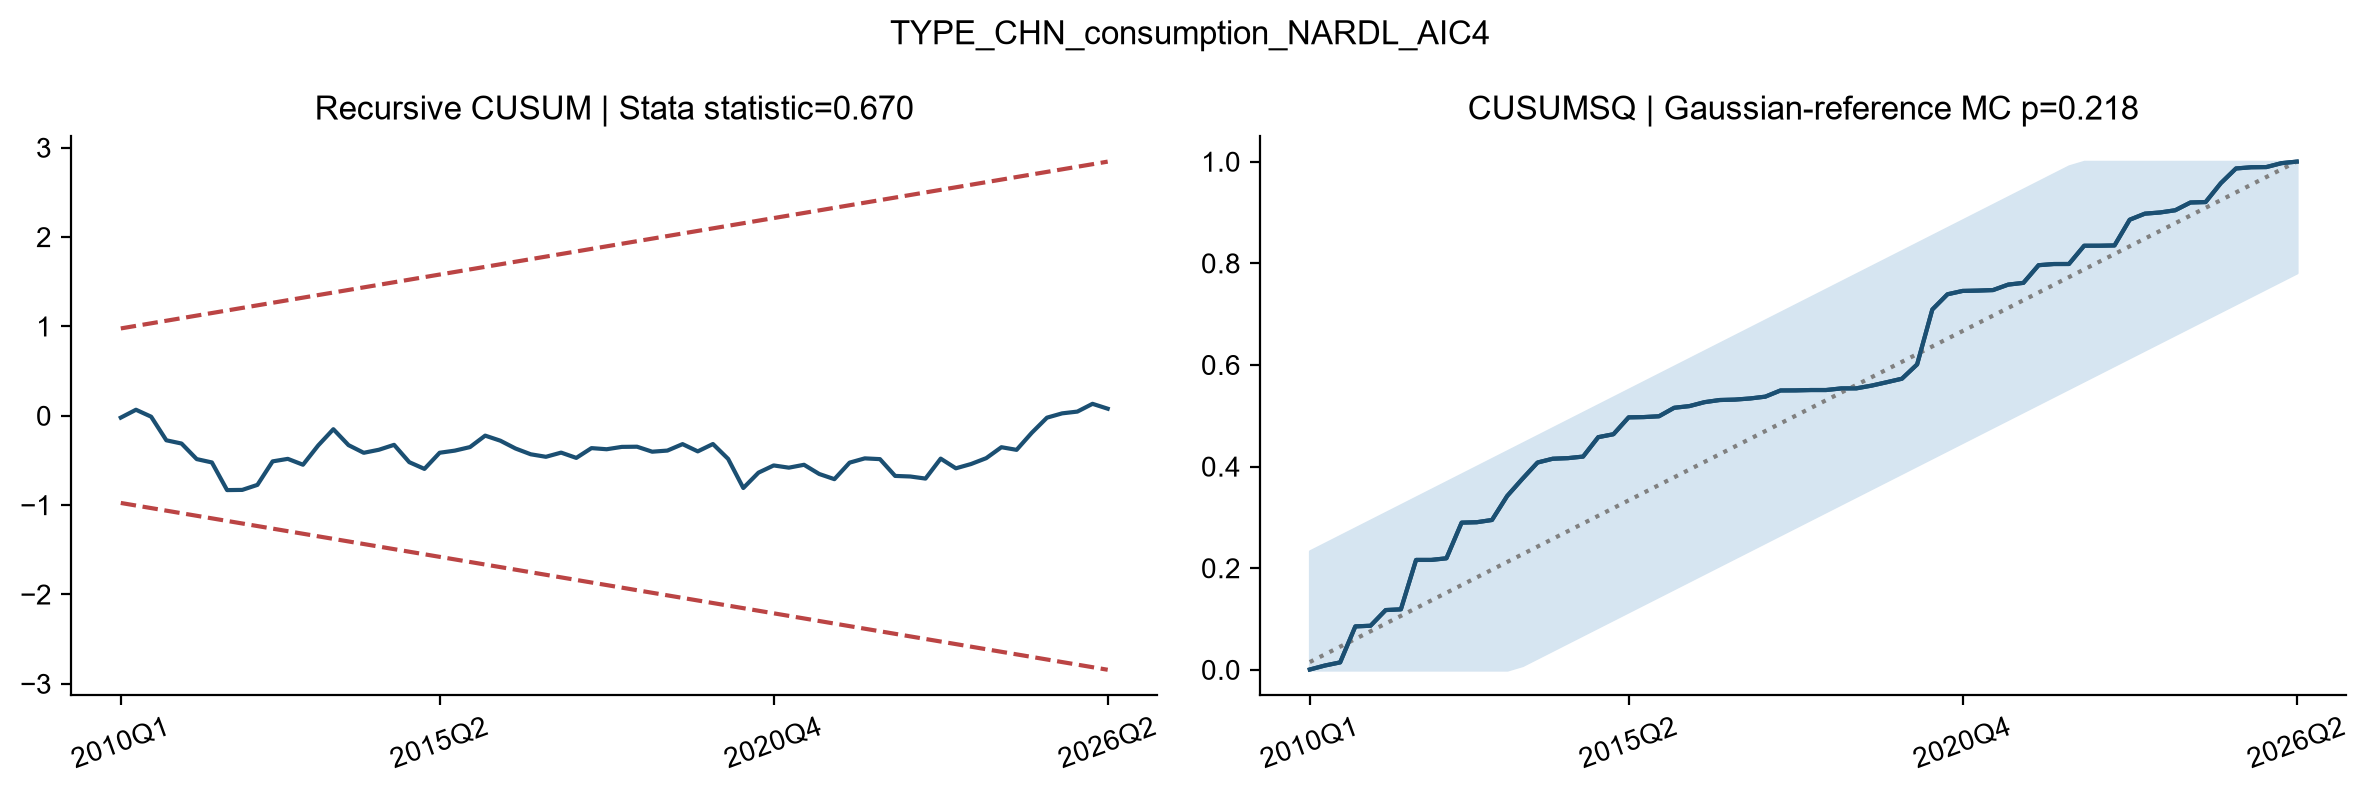 TYPE_CHN_consumption_NARDL_AIC4
Recursive CUSUM | Stata statistic=0.670
3
2
1
0
−1
−2
−3
2010Q1
2015Q2
2020Q4
2026Q2
CUSUMSQ | Gaussian-reference MC p=0.218
1.0
0.8
0.6
0.4
0.2
0.0
2010Q1
2015Q2
2020Q4
2026Q2